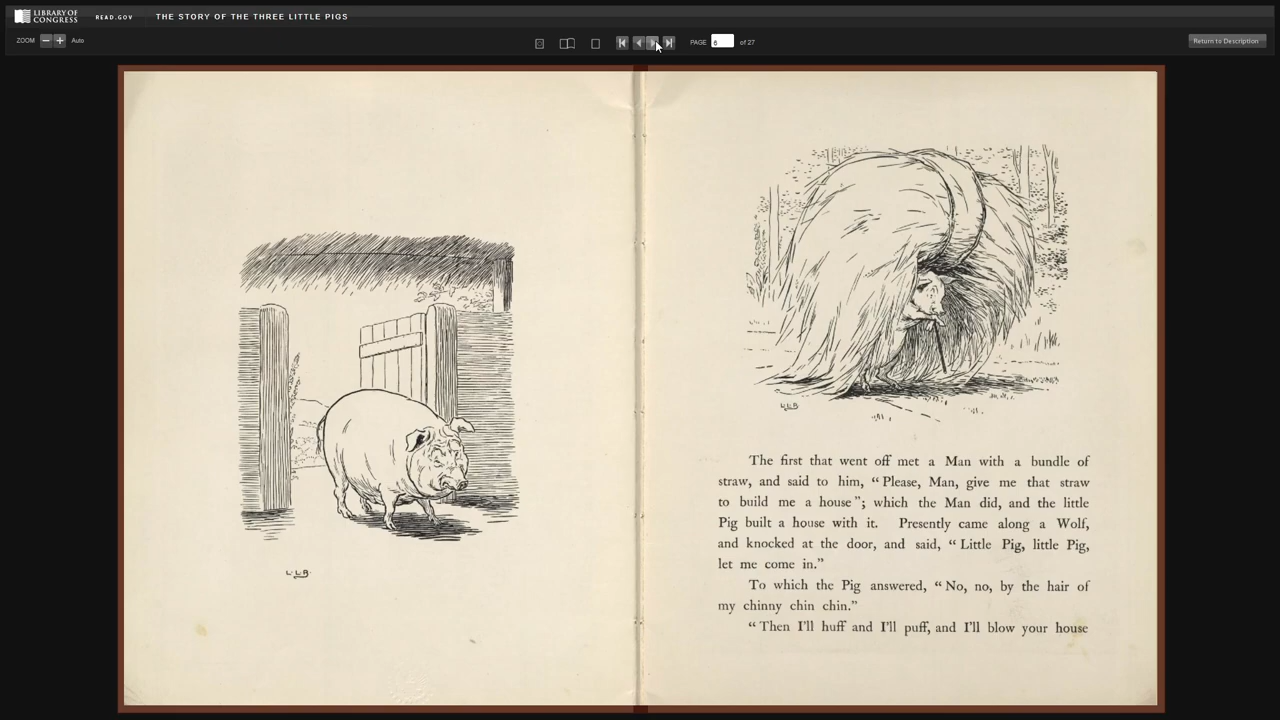 LIBRARY OF CONGRESS
READ.GOV
THE STORY OF THE THREE LITTLE PIGS
ZOOM
Auto
PAGE 8 of 27
Return to Description
L.L.B.
L.L.B
The first that went off met a Man with a bundle of
straw, and said to him, “Please, Man, give me that straw
to build me a house”; which the Man did, and the little
Pig built a house with it. Presently came along a Wolf,
and knocked at the door, and said, “Little Pig, little Pig,
let me come in.”
To which the Pig answered, “No, no, by the hair of
my chinny chin chin.”
“Then I'll huff and I'll puff, and I'll blow your house